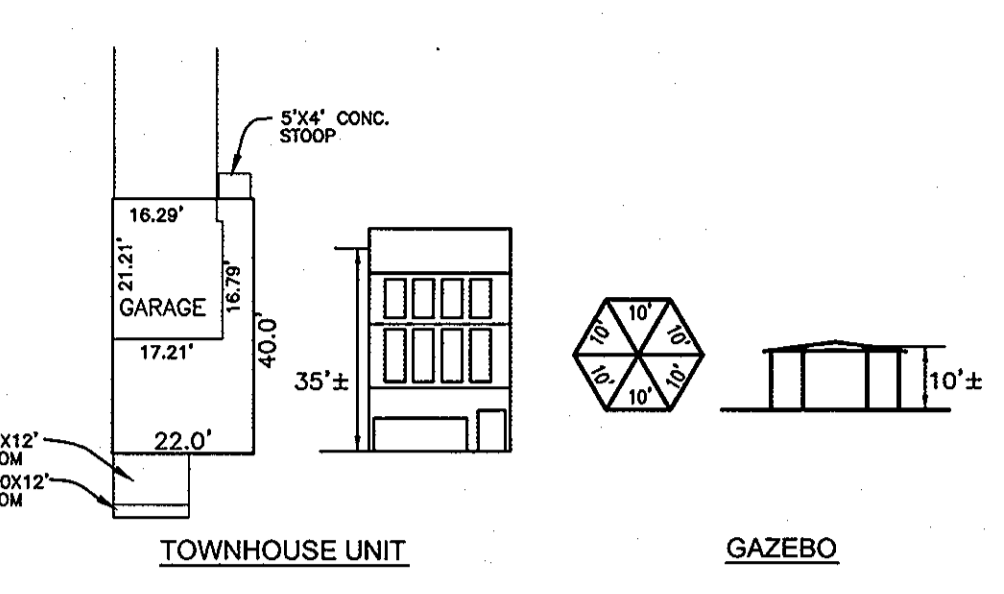 5'X4' CONC.
STOOP
16.29'
21.21'
16.79'
GARAGE
17.21'
40.0'
22.0'
X12'
OM
0X12'
OM
35'±
TOWNHOUSE UNIT
10'
10'
10'
10'
10'
10'
10'±
GAZEBO